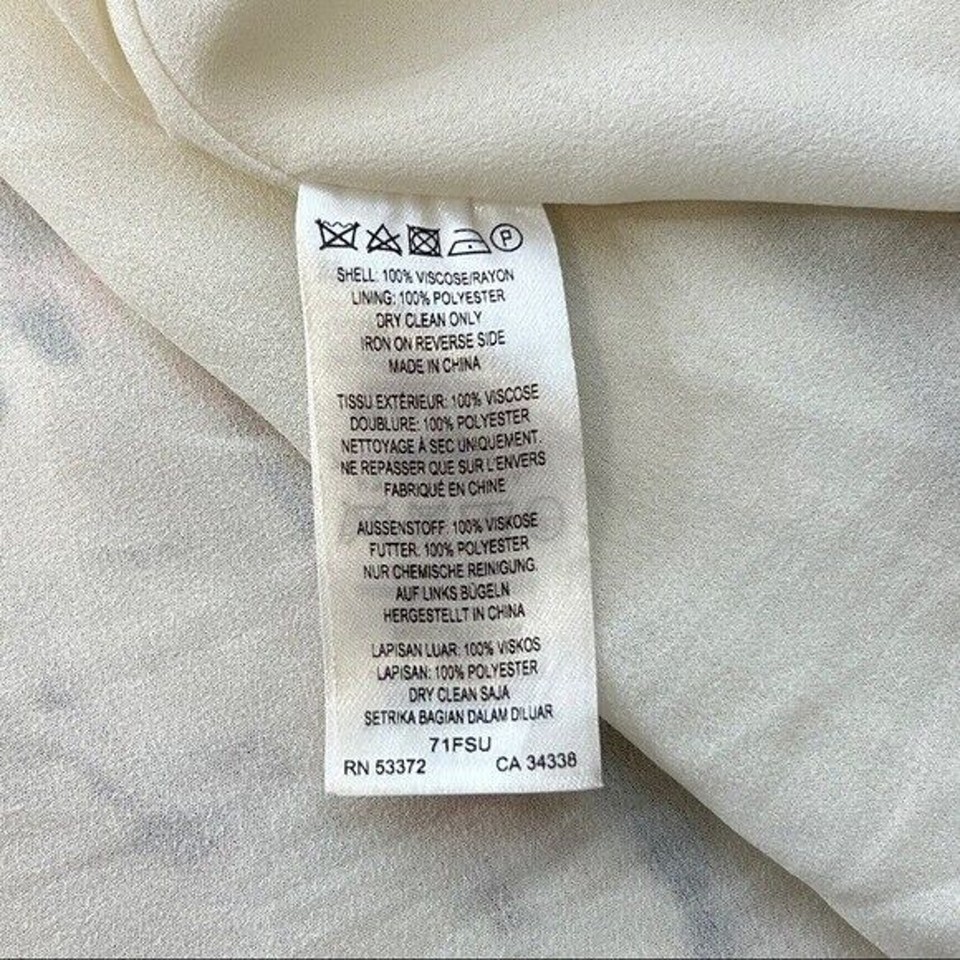 P
SHELL: 100% VISCOSE/RAYON
LINING: 100% POLYESTER
DRY CLEAN ONLY
IRON ON REVERSE SIDE
MADE IN CHINA
TISSU EXTÉRIEUR: 100% VISCOSE
DOUBLURE: 100% POLYESTER
NETTOYAGE À SEC UNIQUEMENT.
NE REPASSER QUE SUR L'ENVERS
FABRIQUÉ EN CHINE
AUSSENSTOFF: 100% VISKOSE
FUTTER: 100% POLYESTER
NUR CHEMISCHE REINIGUNG.
AUF LINKS BÜGELN
HERGESTELLT IN CHINA
LAPISAN LUAR: 100% VISKOS
LAPISAN: 100% POLYESTER
DRY CLEAN SAJA
SETRIKA BAGIAN DALAM DILUAR
71FSU
RN 53372 CA 34338